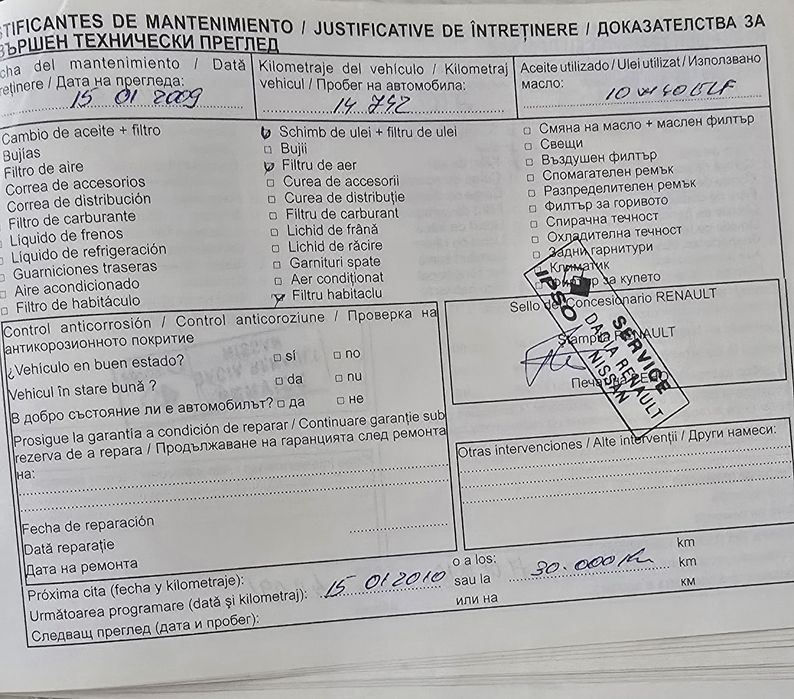 STIFICANTES DE MANTENIMIENTO / JUSTIFICATIVE DE ÎNTREȚINERE / ДОКАЗАТЕЛСТВА ЗА
ВЪРШЕН ТЕХНИЧЕСКИ ПРЕГЛЕД
cha del mantenimiento / Dată
reținere / Дата на прегледа:
15 01 2009
Kilometraje del vehículo / Kilometraj
vehicul / Пробег на автомобила:
14 742
Aceite utilizado / Ulei utilizat / Използвано
масло:
Cambio de aceite + filtro
Bujías
Filtro de aire
Correa de accesorios
Correa de distribución
Filtro de carburante
Líquido de frenos
Líquido de refrigeración
Guarniciones traseras
Aire acondicionado
Filtro de habitáculo
Schimb de ulei + filtru de ulei
Bujii
Filtru de aer
Curea de accesorii
Curea de distribuție
Filtru de carburant
Lichid de frână
Lichid de răcire
Garnituri spate
Aer condiționat
Filtru habitaclu
Смяна на масло + маслен филтър
Свещи
Въздушен филтър
Спомагателен ремък
Разпределителен ремък
Филтър за горивото
Спирачна течност
Охладителна течност
Задни гарнитури
Климатик
за купето
Control anticorrosión / Control anticoroziune / Проверка на
антикорозионното покритие
¿Vehículo en buen estado? sí no
Vehicul în stare bună ? da nu
В добро състояние ли е автомобилът? да не
Prosigue la garantía a condición de reparar / Continuare garanție sub
rezerva de a repara / Продължаване на гаранцията след ремонта
на:
Fecha de reparación
Dată reparație
Дата на ремонта
Sello del Concesionario RENAULT
Stampila RENAULT
IPSO
SERVICE
DACIA RENAULT
NISSAN
Otras intervenciones / Alte intervenții / Други намеси:
Próxima cita (fecha y kilometraje):
Următoarea programare (dată și kilometraj):
Следващ преглед (дата и пробег):
15 01 2010
o a los:
sau la
или на
30.000 Km
km
km
км